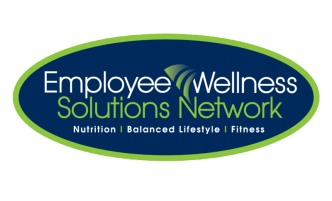 Employee Wellness
Solutions Network
Nutrition | Balanced Lifestyle | Fitness